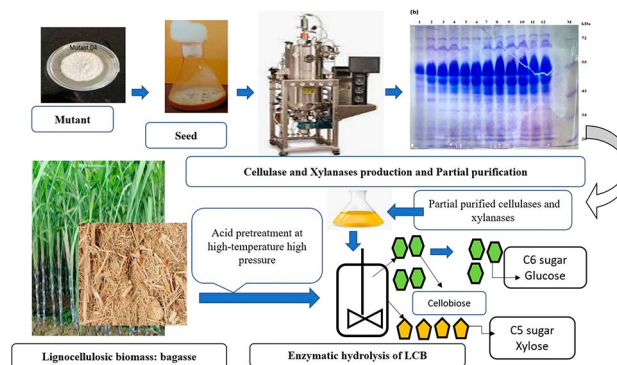 (b)
1 2 3 4 5 6 7 8 9 10 11 12 M
kDa
72
55
43
34
Mutant D4
Mutant
Seed
Cellulase and Xylanases production and Partial purification
Partial purified cellulases and
xylanases
Acid pretreatment at
high-temperature high
pressure
C6 sugar
Glucose
Cellobiose
C5 sugar
Xylose
Lignocellulosic biomass: bagasse
Enzymatic hydrolysis of LCB